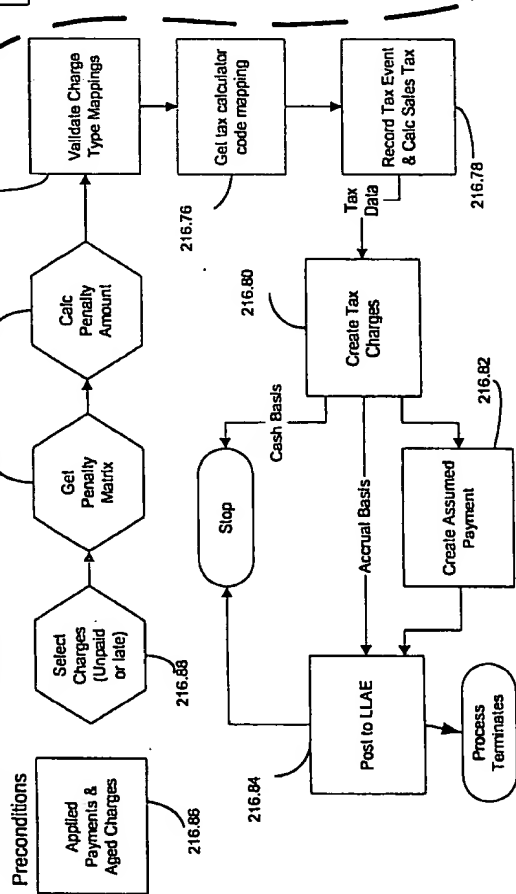 Preconditions
Applied
Payments &
Aged Charges
216.86
Select
Charges
(Unpaid
or late)
216.88
Get
Penalty
Matrix
Calc
Penalty
Amount
Validate Charge
Type Mappings
Get tax calculator
code mapping
216.76
Record Tax Event
& Calc Sales Tax
216.78
Tax
Data
Create Tax
Charges
216.80
Cash Basis
Stop
Accrual Basis
Create Assumed
Payment
216.82
Post to LLAE
216.84
Process
Terminates